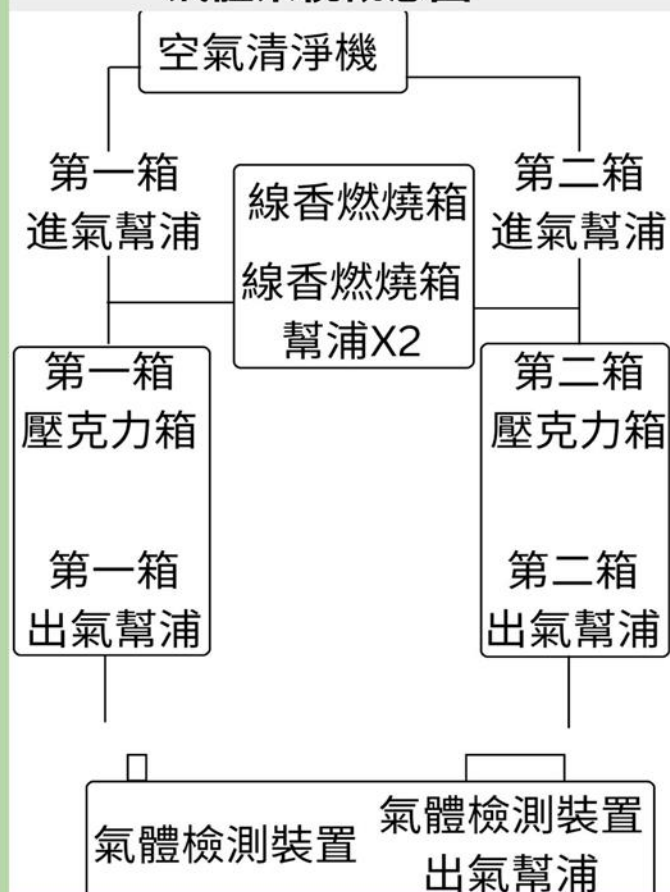 空氣清淨機
第一箱
進氣幫浦
線香燃燒箱
線香燃燒箱
幫浦X2
第二箱
進氣幫浦
第一箱
壓克力箱
第一箱
出氣幫浦
第二箱
壓克力箱
第二箱
出氣幫浦
氣體檢測裝置
氣體檢測裝置
出氣幫浦